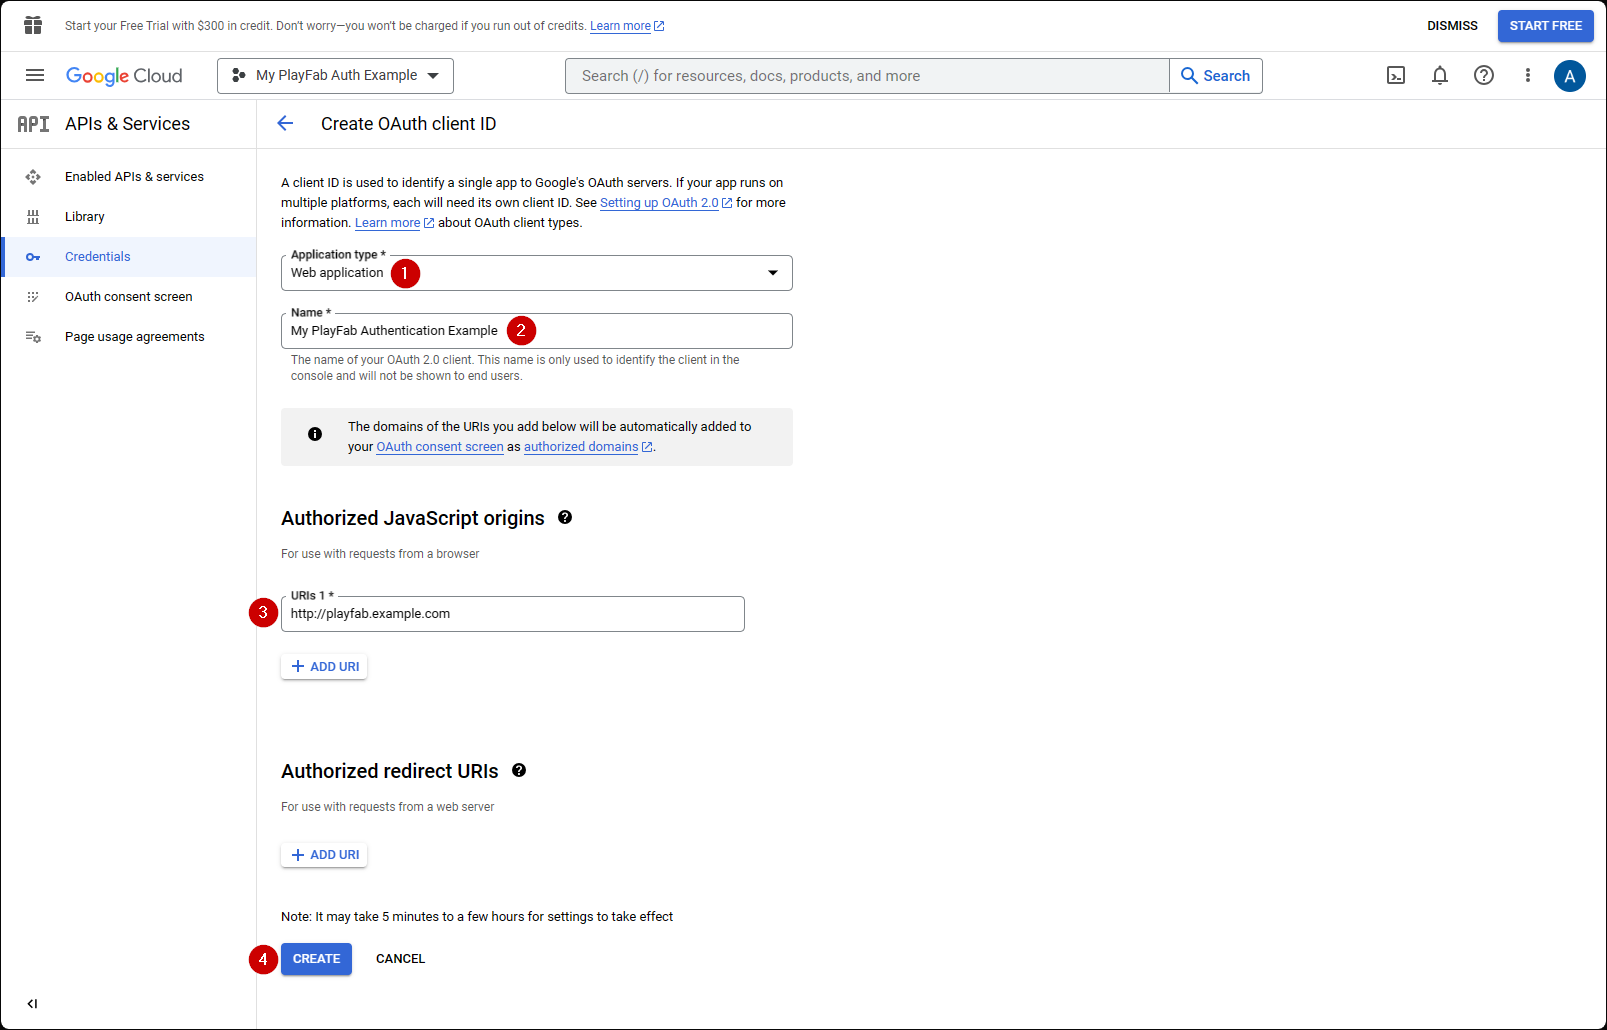 Start your Free Trial with $300 in credit. Don't worry—you won't be charged if you run out of credits. Learn more
DISMISS
START FREE
Google Cloud
My PlayFab Auth Example
Search (/) for resources, docs, products, and more
Search
A
API
APIs & Services
Create OAuth client ID
Enabled APIs & services
Library
Credentials
OAuth consent screen
Page usage agreements
A client ID is used to identify a single app to Google's OAuth servers. If your app runs on
multiple platforms, each will need its own client ID. See Setting up OAuth 2.0 for more
information. Learn more about OAuth client types.
Application type *
Web application
1
Name *
My PlayFab Authentication Example
2
The name of your OAuth 2.0 client. This name is only used to identify the client in the
console and will not be shown to end users.
The domains of the URIs you add below will be automatically added to
your OAuth consent screen as authorized domains.
Authorized JavaScript origins
For use with requests from a browser
URIs 1 *
3
http://playfab.example.com
ADD URI
Authorized redirect URIs
For use with requests from a web server
ADD URI
Note: It may take 5 minutes to a few hours for settings to take effect
4
CREATE
CANCEL